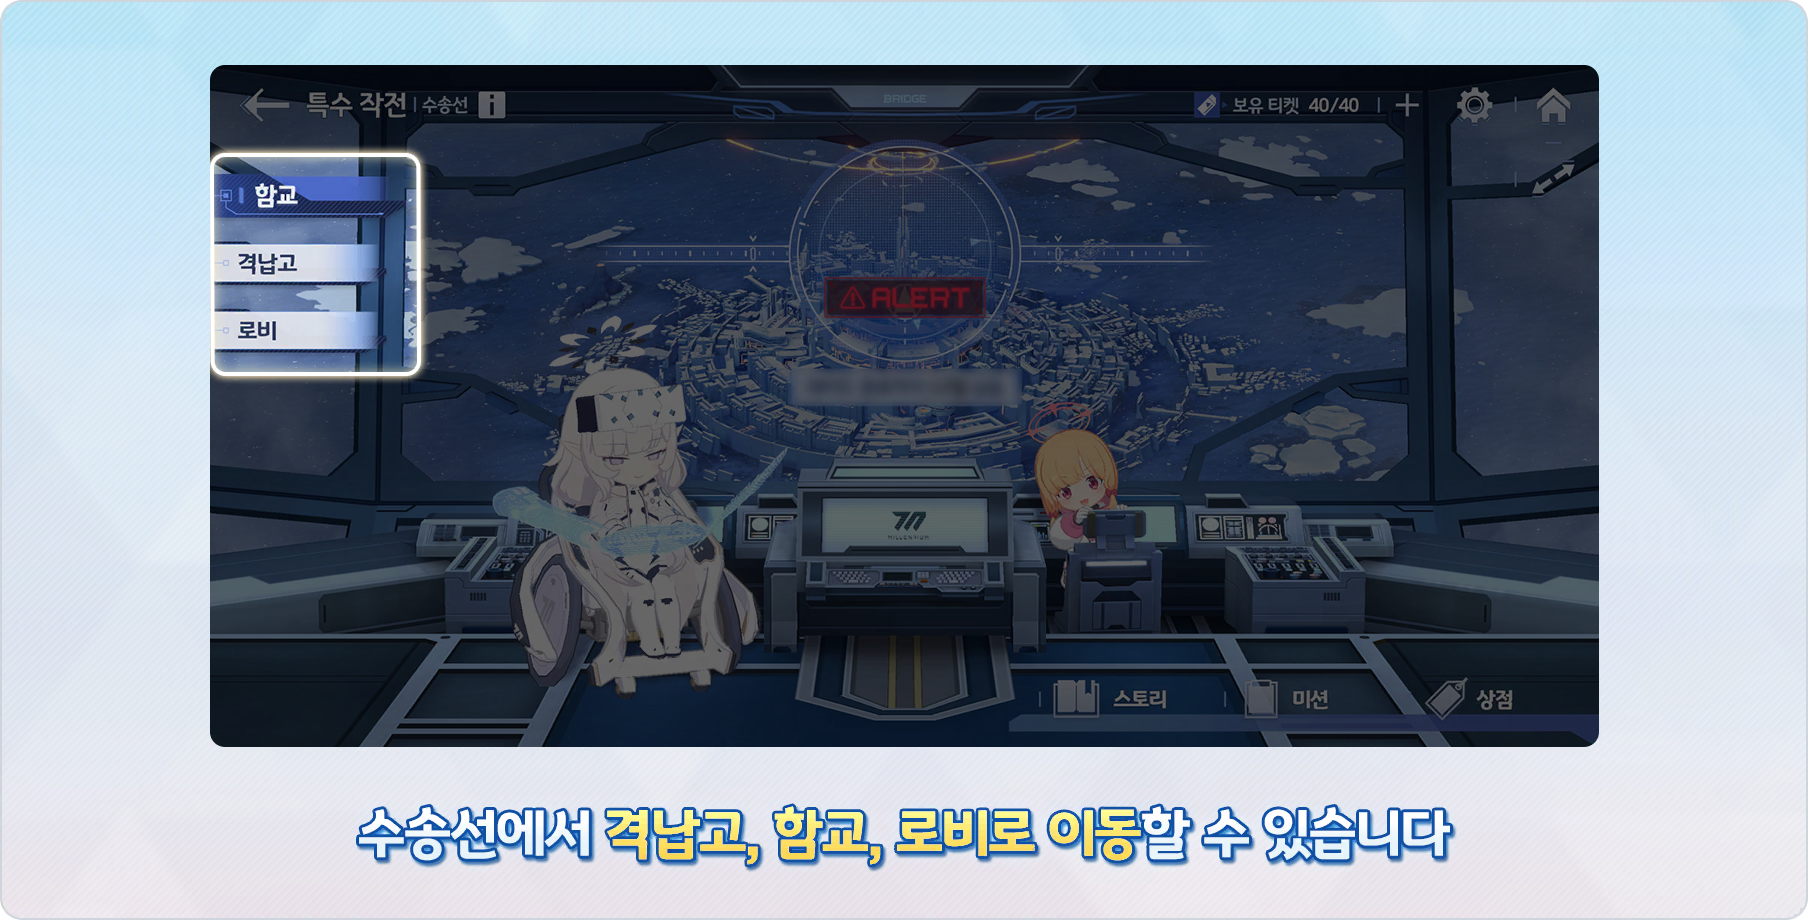 BRIDGE
특수 작전 | 수송선 i
보유 티켓 40/40
함교
격납고
로비
ALERT
MILLENNIUM
스토리
미션
상점
수송선에서 격납고, 함교, 로비로 이동할 수 있습니다